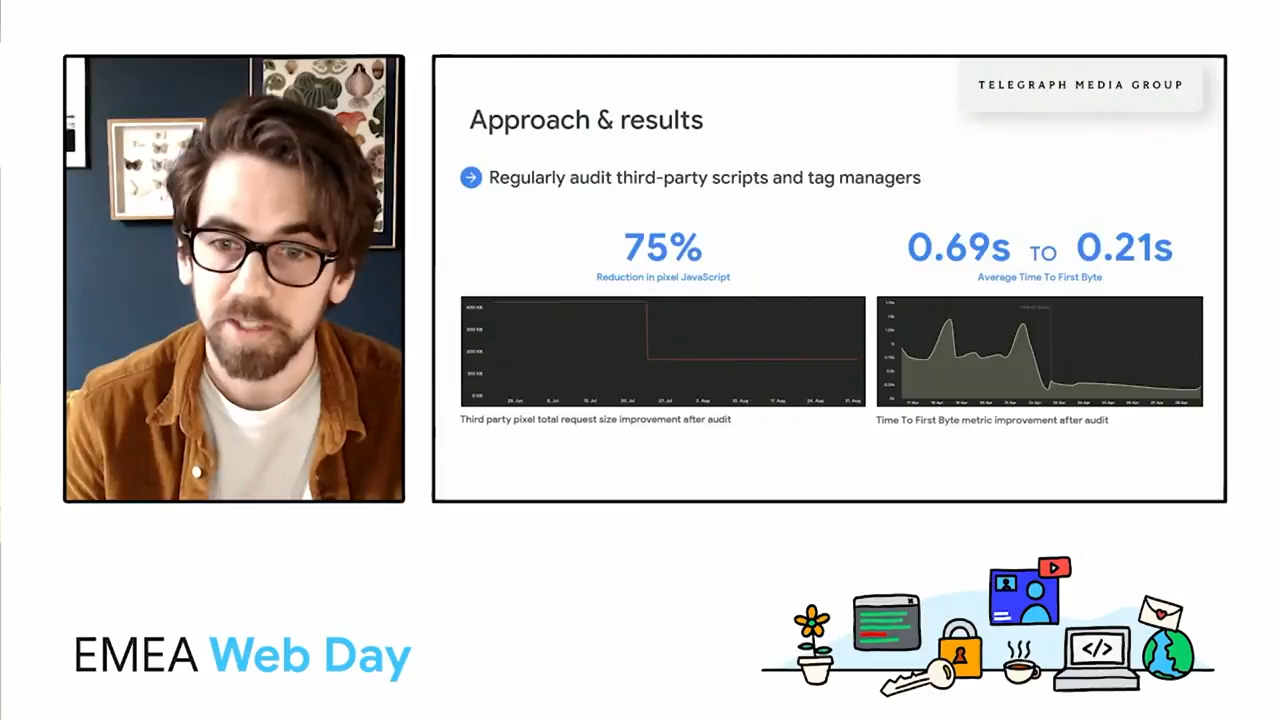 TELEGRAPH MEDIA GROUP
Approach & results
Regularly audit third-party scripts and tag managers
75%
Reduction in pixel JavaScript
0.69s TO 0.21s
Average Time To First Byte
Third party pixel total request size improvement after audit
Time To First Byte metric improvement after audit
EMEA Web Day